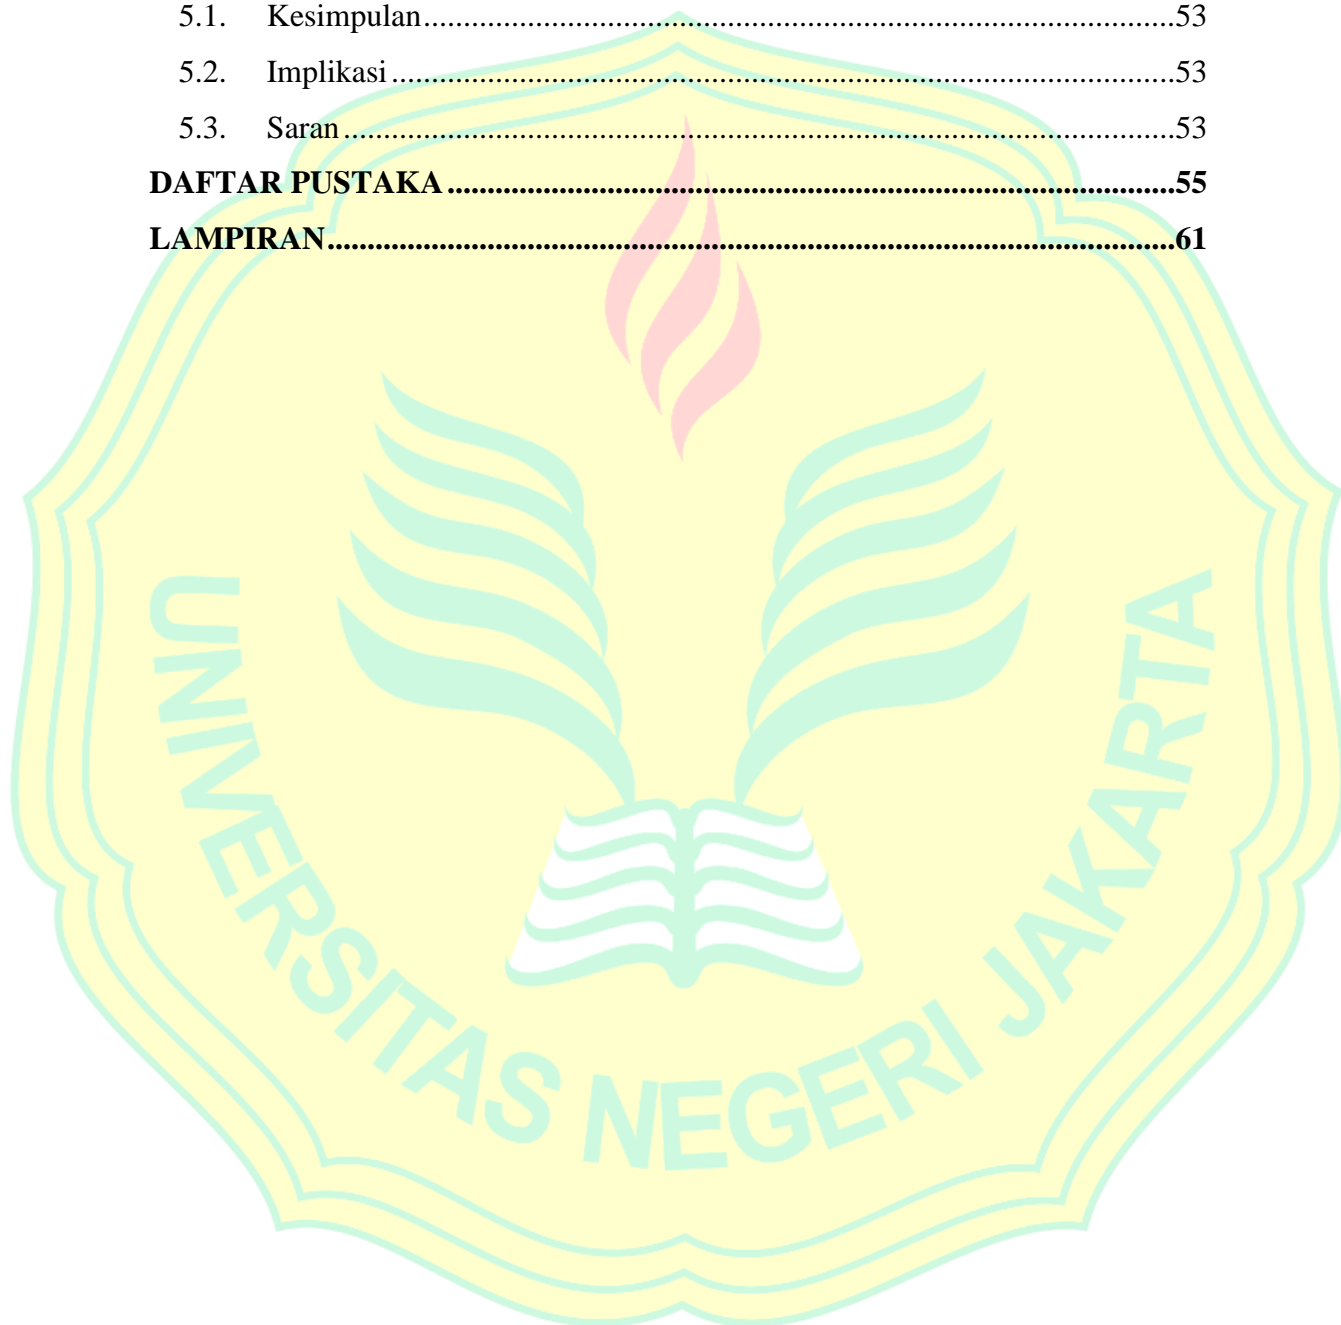 5.1. Kesimpulan...............................................................................................53
5.2. Implikasi...................................................................................................53
5.3. Saran.........................................................................................................53
DAFTAR PUSTAKA...........................................................................................55
LAMPIRAN..........................................................................................................61
UNIVERSITAS NEGERI JAKARTA